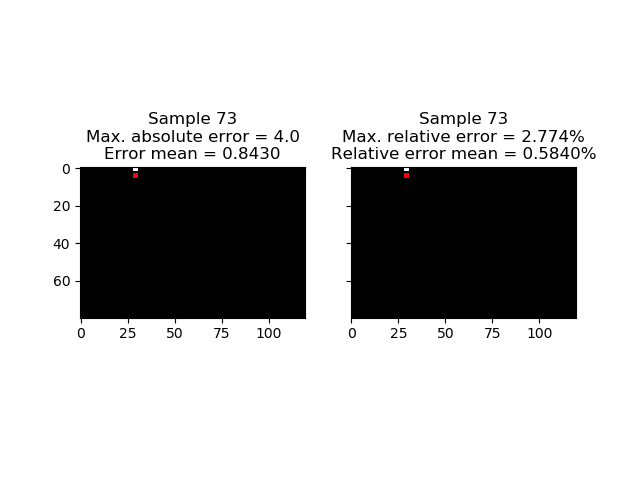 Sample 73
Max. absolute error = 4.0
Error mean = 0.8430
0
20
40
60
0 25 50 75 100
Sample 73
Max. relative error = 2.774%
Relative error mean = 0.5840%
0 25 50 75 100